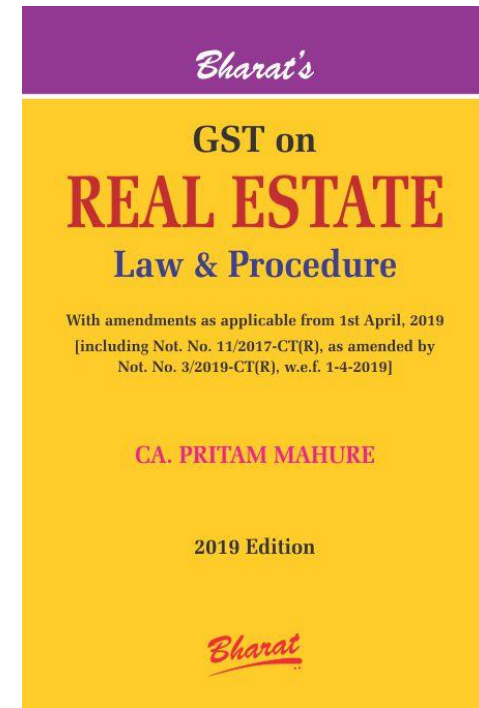 Bharat's
GST on
REAL ESTATE
Law & Procedure
With amendments as applicable from 1st April, 2019
[including Not. No. 11/2017-CT(R), as amended by
Not. No. 3/2019-CT(R), w.e.f. 1-4-2019]
CA. PRITAM MAHURE
2019 Edition
Bharat